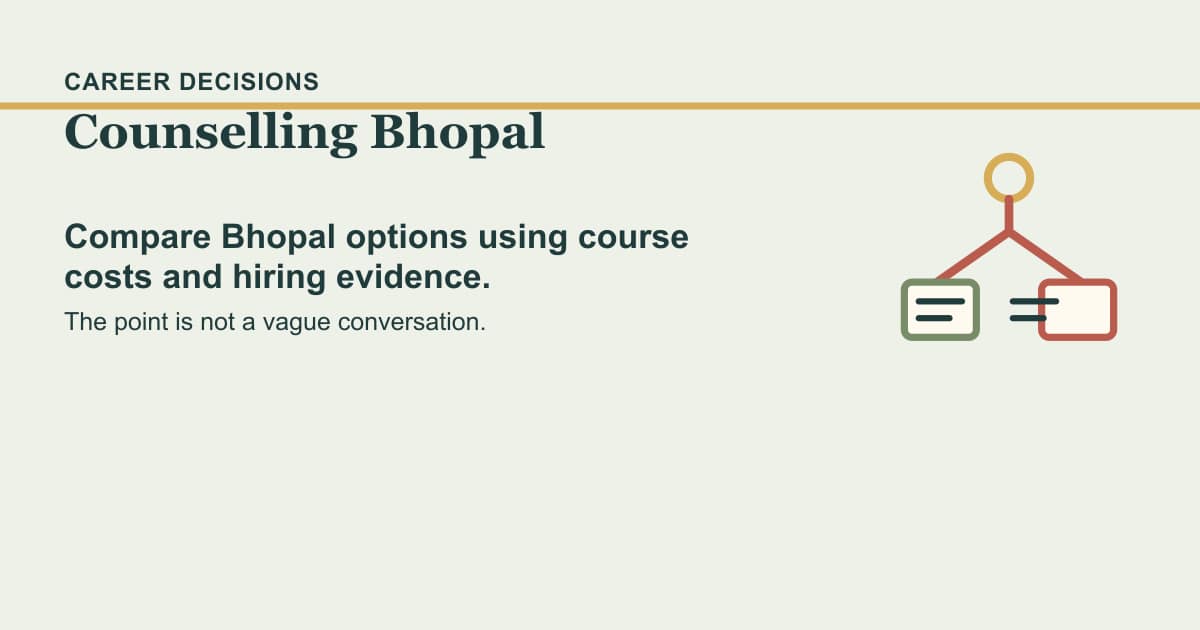 CAREER DECISIONS
Counselling Bhopal
Compare Bhopal options using course
costs and hiring evidence.
The point is not a vague conversation.